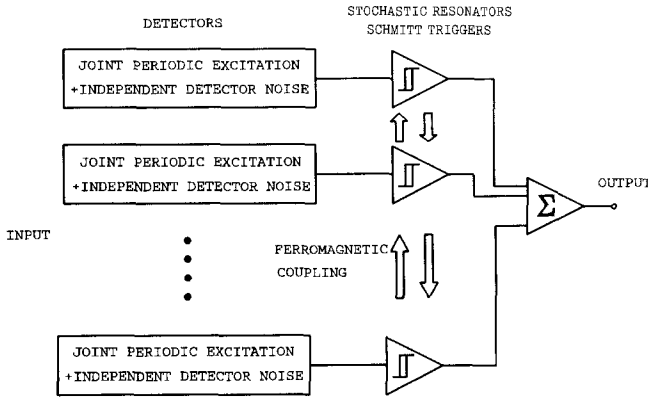 DETECTORS
STOCHASTIC RESONATORS
SCHMITT TRIGGERS
JOINT PERIODIC EXCITATION
+INDEPENDENT DETECTOR NOISE
JOINT PERIODIC EXCITATION
+INDEPENDENT DETECTOR NOISE
Σ
OUTPUT
INPUT
FERROMAGNETIC
COUPLING
JOINT PERIODIC EXCITATION
+INDEPENDENT DETECTOR NOISE